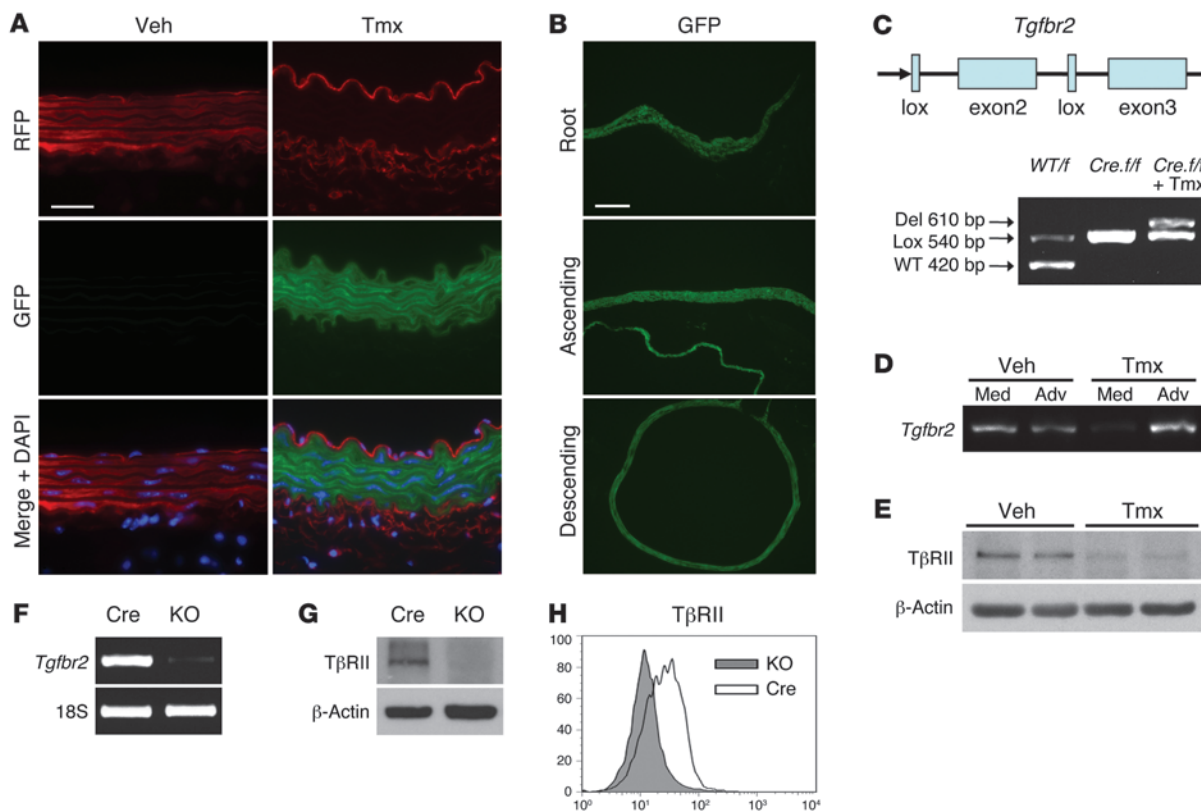 A
Veh
Tmx
RFP
GFP
Merge + DAPI
B
GFP
Root
Ascending
Descending
C
Tgfbr2
lox
exon2
lox
exon3
WT/f
Cre.f/f
Cre.f/f
+ Tmx
Del 610 bp
Lox 540 bp
WT 420 bp
D
Veh
Tmx
Med
Adv
Med
Adv
Tgfbr2
E
Veh
Tmx
TβRII
β-Actin
F
Cre
KO
Tgfbr2
18S
G
Cre
KO
TβRII
β-Actin
H
TβRII
100
80
60
40
20
0
10⁰
10¹
10²
10³
10⁴
KO
Cre